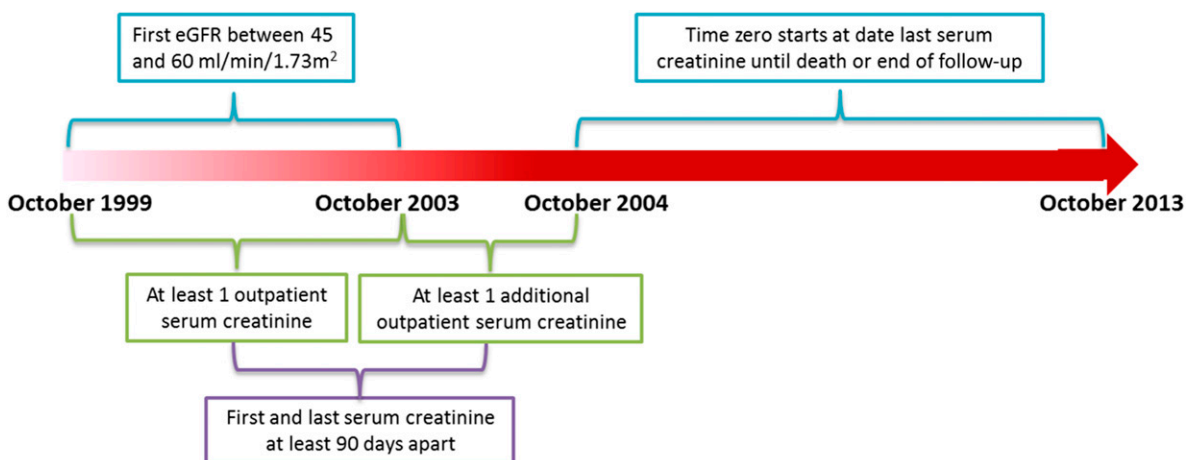 First eGFR between 45
and 60 ml/min/1.73m²
Time zero starts at date last serum
creatinine until death or end of follow-up
October 1999
October 2003
October 2004
October 2013
At least 1 outpatient
serum creatinine
At least 1 additional
outpatient serum creatinine
First and last serum creatinine
at least 90 days apart